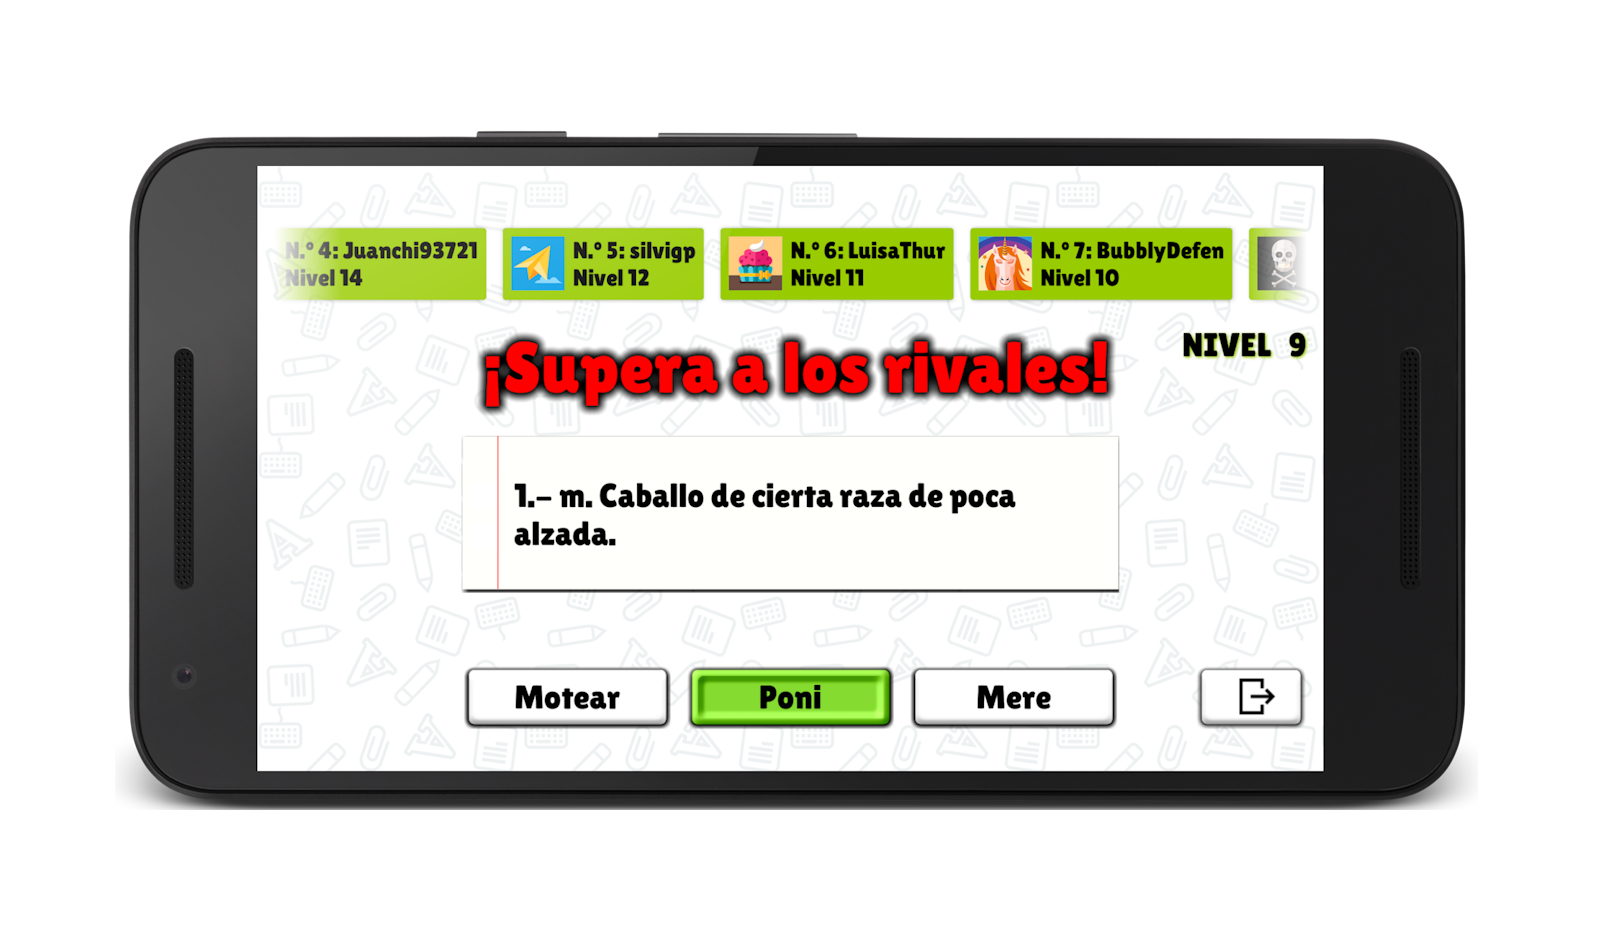 N.º 4: Juanchi93721
Nivel 14
N.º 5: silvigp
Nivel 12
N.º 6: LuisaThur
Nivel 11
N.º 7: BubblyDefen
Nivel 10
NIVEL 9
¡Supera a los rivales!
1.– m. Caballo de cierta raza de poca
alzada.
Motear
Poni
Mere